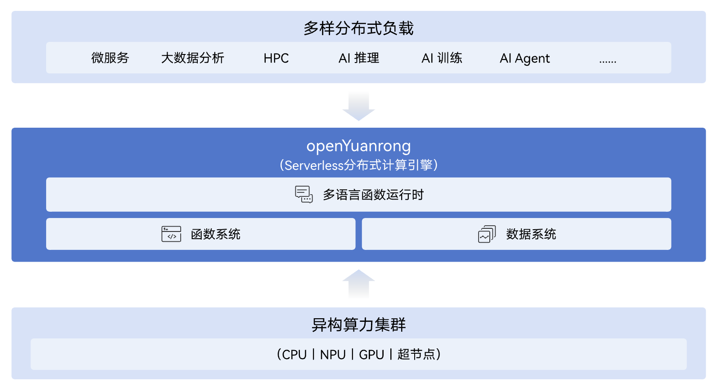 多样分布式负载
微服务 大数据分析 HPC AI 推理 AI 训练 AI Agent ......
openYuanrong
（Serverless分布式计算引擎）
多语言函数运行时
函数系统 数据系统
异构算力集群
（CPU｜NPU｜GPU｜超节点）